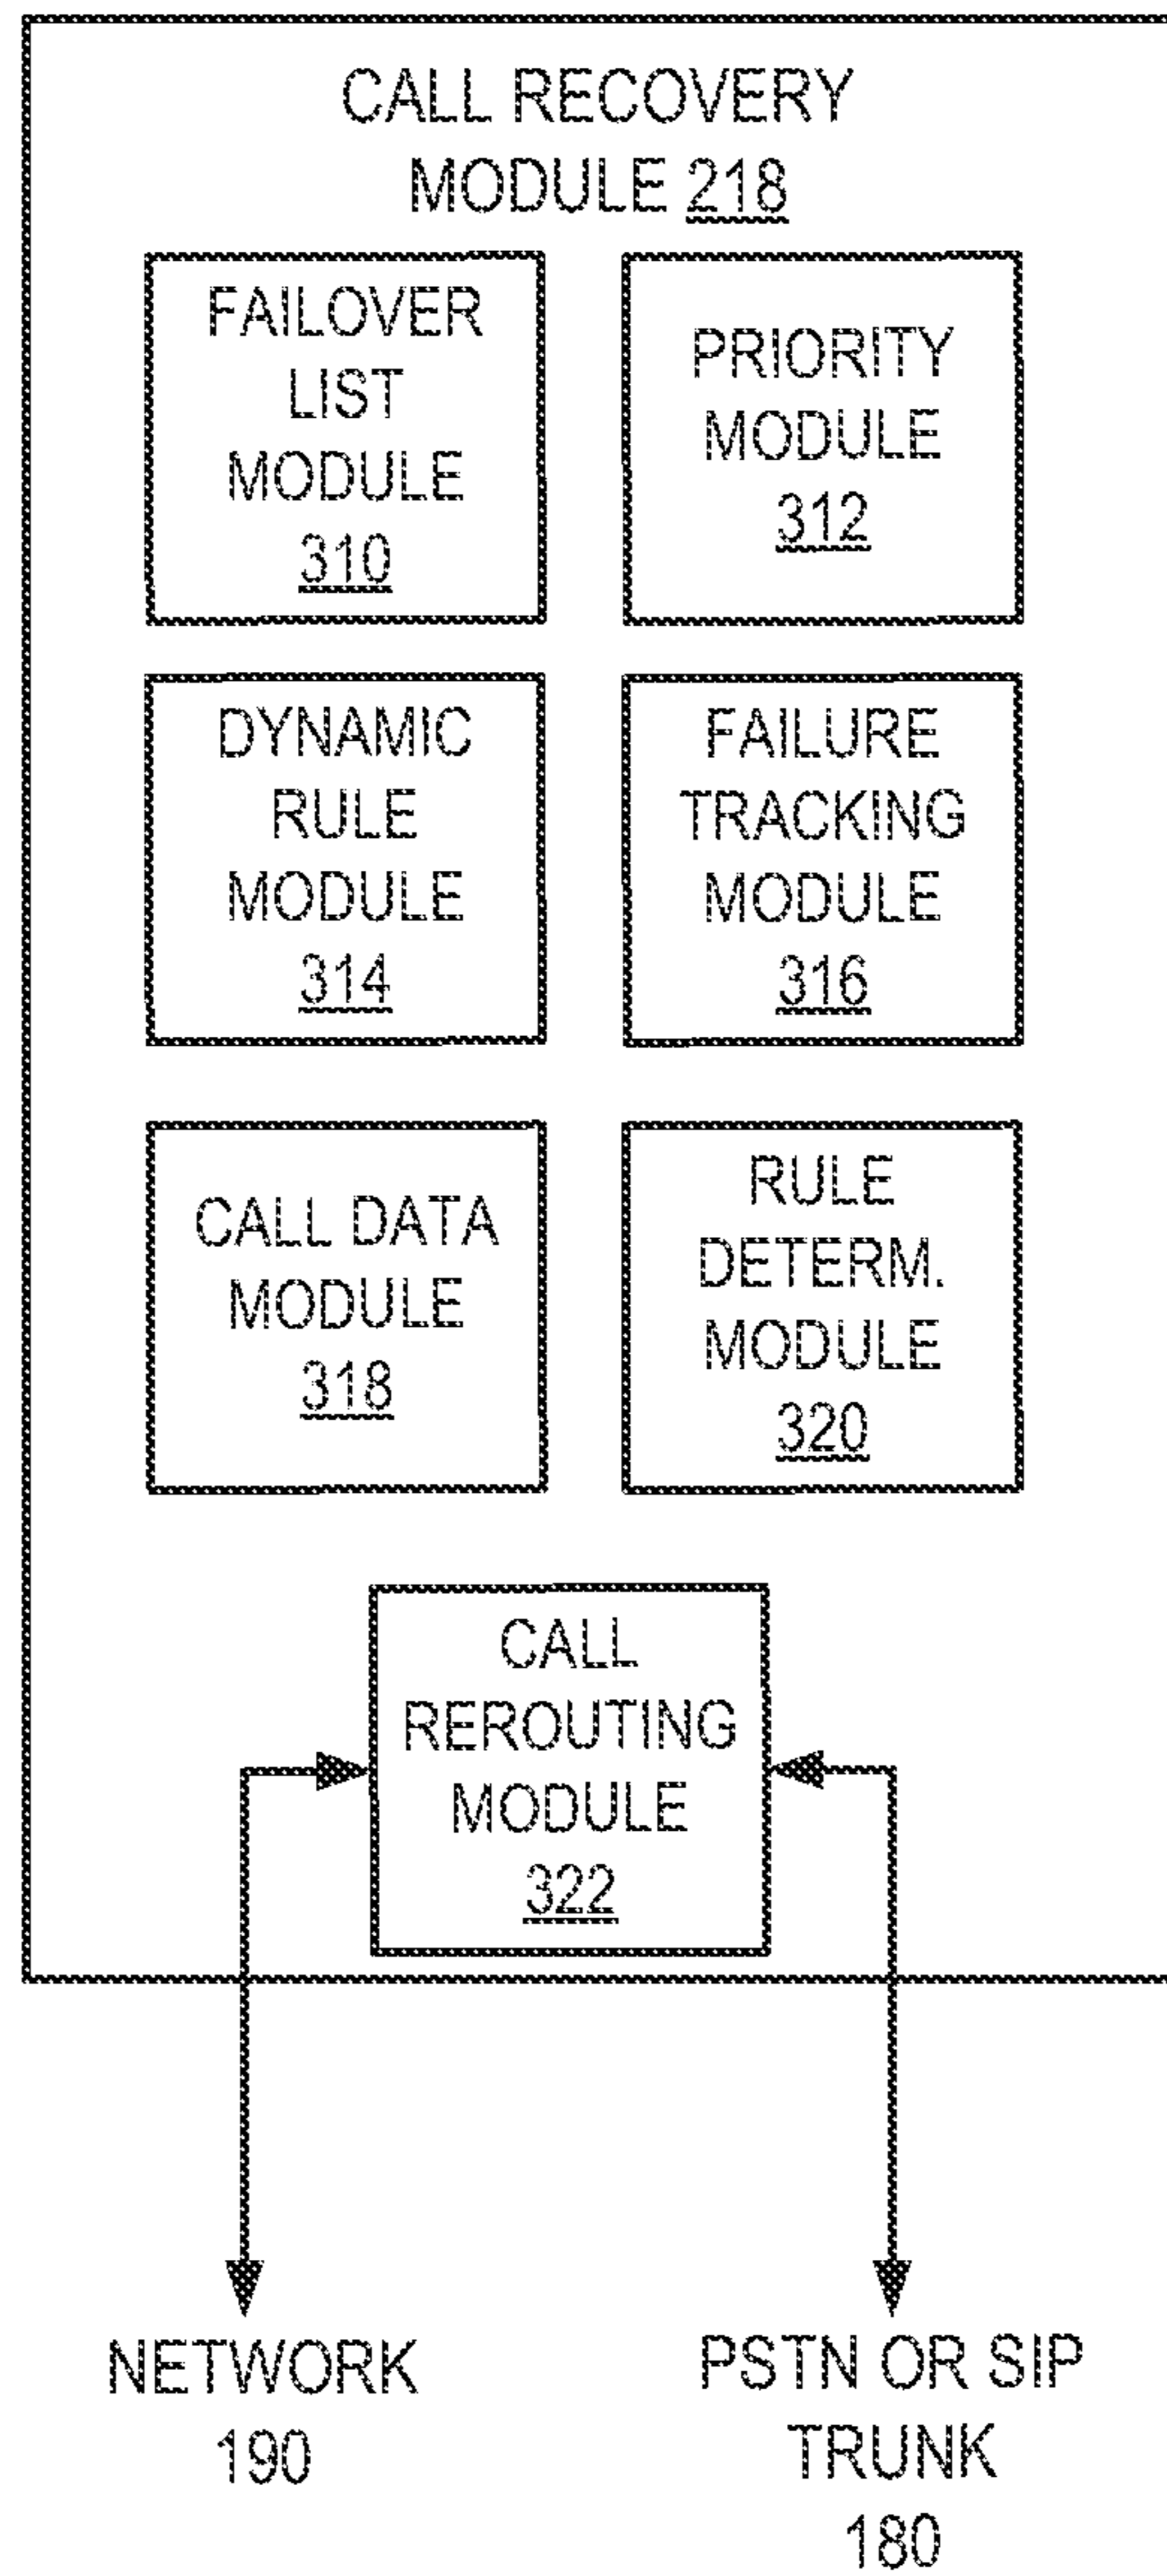 CALL RECOVERY
MODULE 218
FAILOVER
LIST
MODULE
310
PRIORITY
MODULE
312
DYNAMIC
RULE
MODULE
314
FAILURE
TRACKING
MODULE
316
CALL DATA
MODULE
318
RULE
DETERM.
MODULE
320
CALL
REROUTING
MODULE
322
NETWORK
190
PSTN OR SIP
TRUNK
180